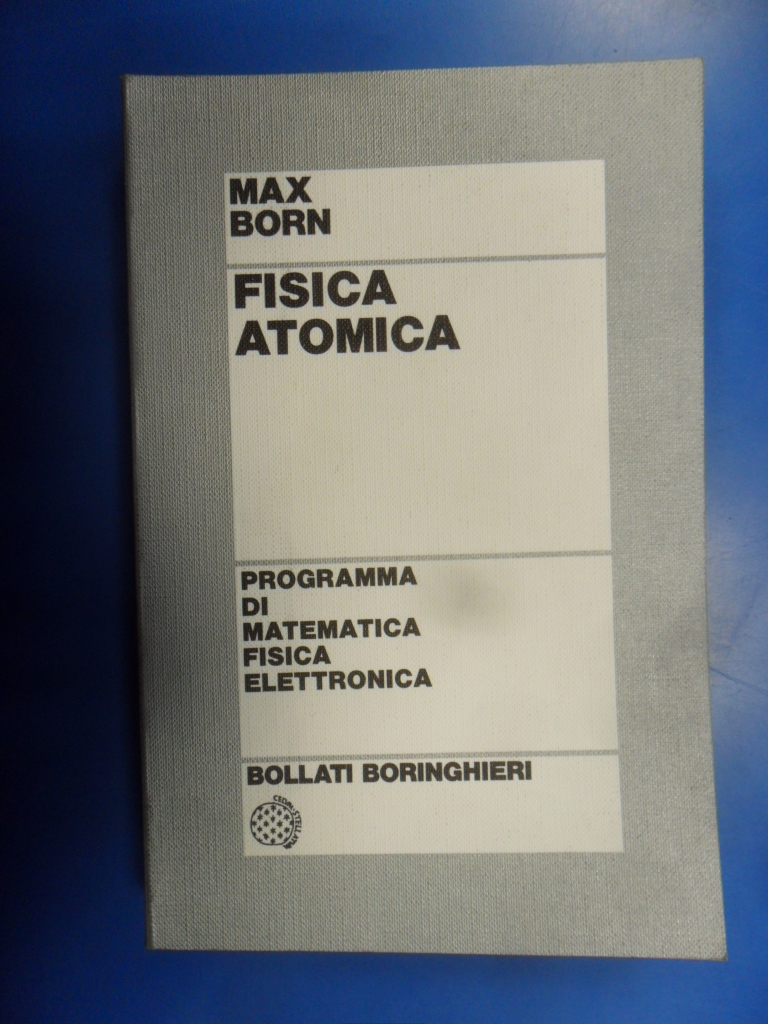 MAX
BORN
FISICA
ATOMICA
PROGRAMMA
DI
MATEMATICA
FISICA
ELETTRONICA
BOLLATI BORINGHIERI